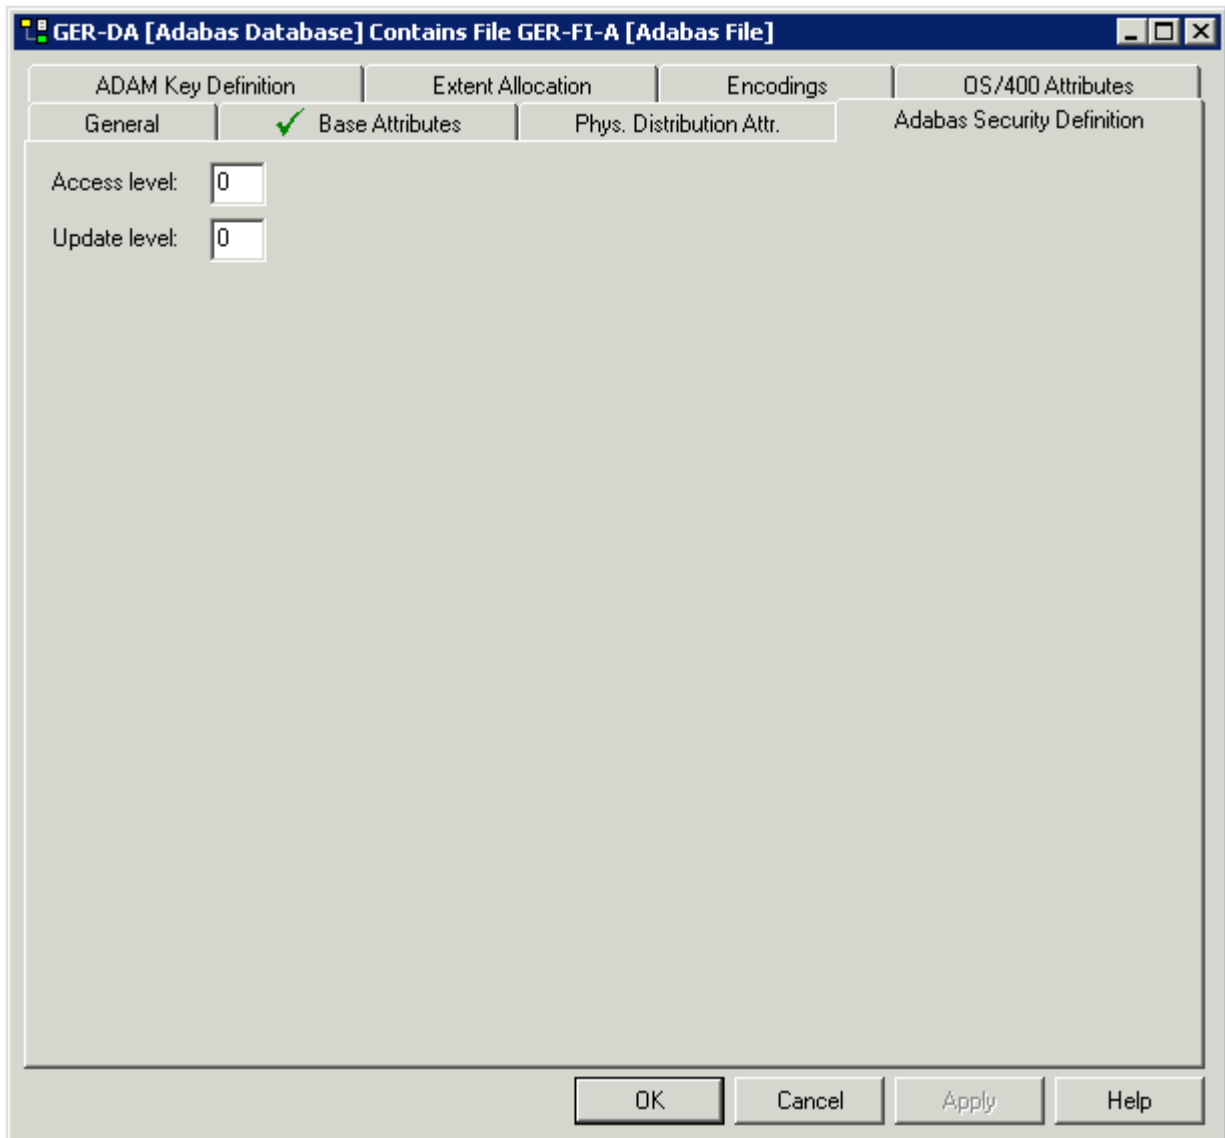 GER-DA [Adabas Database] Contains File GER-FI-A [Adabas File]
ADAM Key Definition Extent Allocation Encodings OS/400 Attributes
General Base Attributes Phys. Distribution Attr. Adabas Security Definition
Access level: 0
Update level: 0
OK Cancel Apply Help